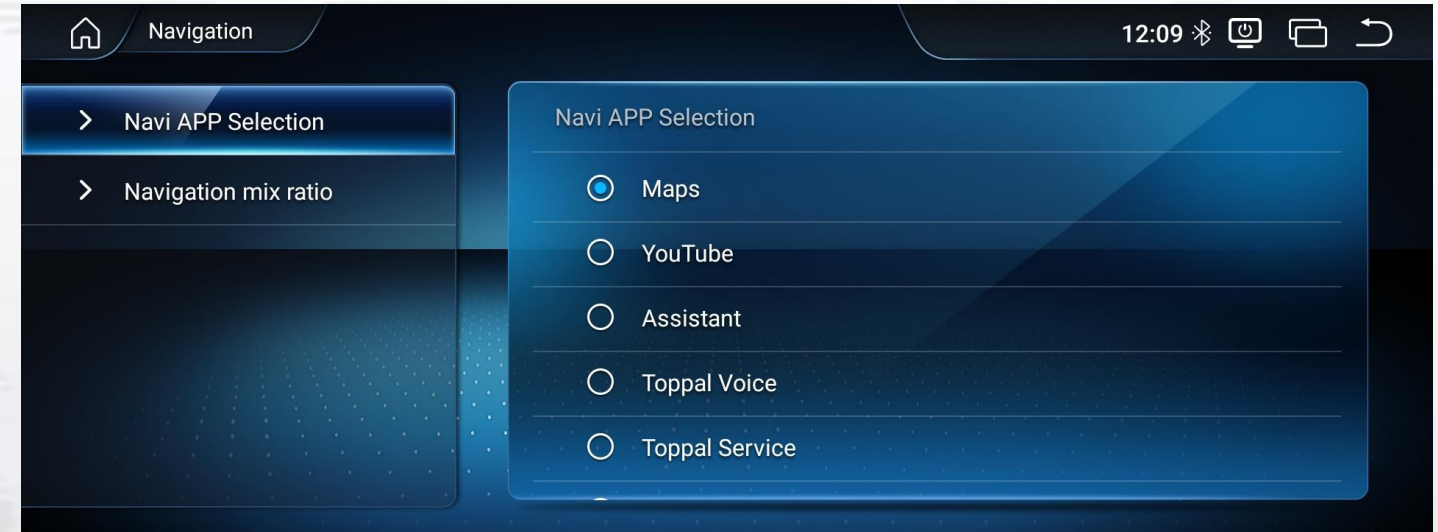 Navigation
12:09
Navi APP Selection
Navigation mix ratio
Navi APP Selection
Maps
YouTube
Assistant
Toppal Voice
Toppal Service